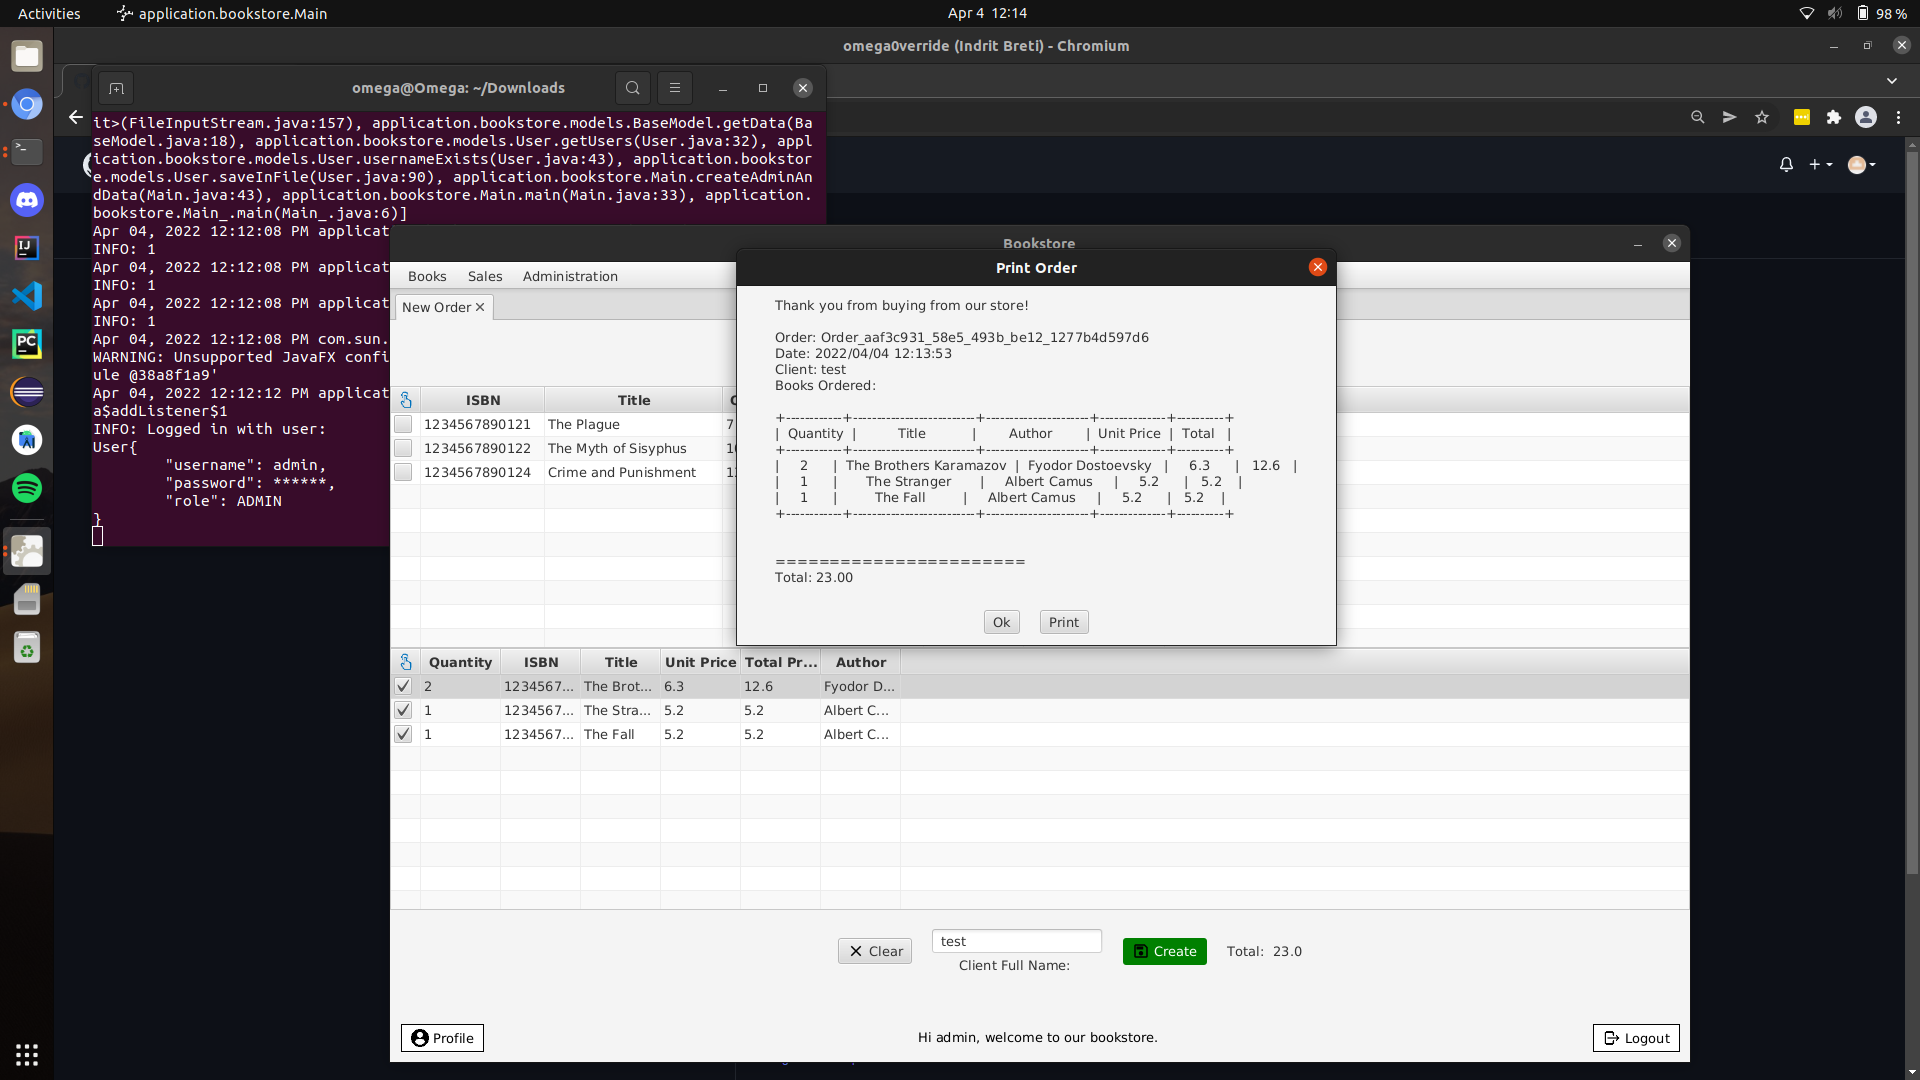 Activities
application.bookstore.Main
Apr 4 12:14
98 %
omega0verride (Indrit Breti) - Chromium
omega@Omega: ~/Downloads
it>(FileInputStream.java:157), application.bookstore.models.BaseModel.getData(Ba
seModel.java:18), application.bookstore.models.User.getUsers(User.java:32), appl
ication.bookstore.models.User.usernameExists(User.java:43), application.bookstor
e.models.User.saveInFile(User.java:90), application.bookstore.Main.createAdminAn
dData(Main.java:43), application.bookstore.Main.main(Main.java:33), application.
bookstore.Main_.main(Main_.java:6)]
Apr 04, 2022 12:12:08 PM applicat
INFO: 1
Apr 04, 2022 12:12:08 PM applicat
INFO: 1
Apr 04, 2022 12:12:08 PM applicat
INFO: 1
Apr 04, 2022 12:12:08 PM com.sun.
WARNING: Unsupported JavaFX confi
ule @38a8f1a9'
Apr 04, 2022 12:12:12 PM applicat
a$addListener$1
INFO: Logged in with user:
User{
"username": admin,
"password": ******,
"role": ADMIN
}
Bookstore
Books Sales Administration
New Order
ISBN Title
1234567890121 The Plague 7
1234567890122 The Myth of Sisyphus
1234567890124 Crime and Punishment
Print Order
Thank you from buying from our store!
Order: Order_aaf3c931_58e5_493b_be12_1277b4d597d6
Date: 2022/04/04 12:13:53
Client: test
Books Ordered:
+------------+--------------------------+----------------------+--------------+----------+
| Quantity | Title | Author | Unit Price | Total |
+------------+--------------------------+----------------------+--------------+----------+
| 2 | The Brothers Karamazov | Fyodor Dostoevsky | 6.3 | 12.6 |
| 1 | The Stranger | Albert Camus | 5.2 | 5.2 |
| 1 | The Fall | Albert Camus | 5.2 | 5.2 |
+------------+--------------------------+----------------------+--------------+----------+
=======================
Total: 23.00
Ok Print
Quantity ISBN Title Unit Price Total Pr... Author
2 1234567... The Brot... 6.3 12.6 Fyodor D...
1 1234567... The Stra... 5.2 5.2 Albert C...
1 1234567... The Fall 5.2 5.2 Albert C...
Clear
test
Client Full Name:
Create
Total: 23.0
Profile
Hi admin, welcome to our bookstore.
Logout